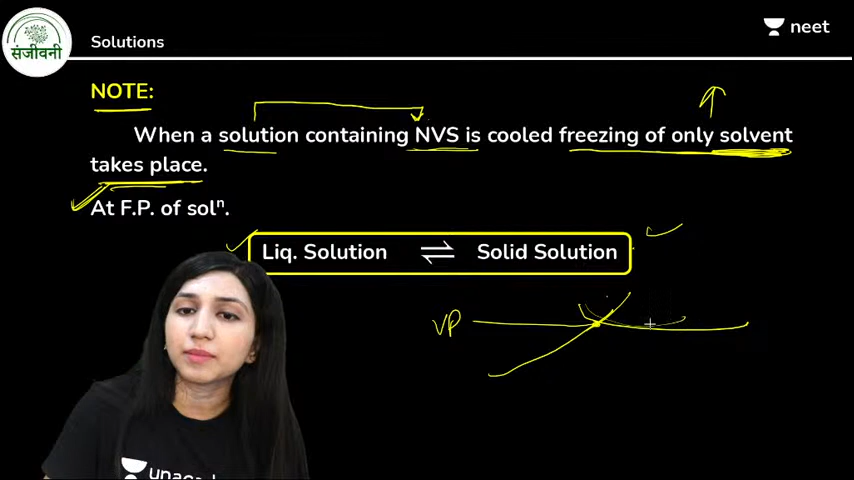 संजीवनी
Solutions
neet
NOTE:
When a solution containing NVS is cooled freezing of only solvent
takes place.
At F.P. of solⁿ.
Liq. Solution ⇌ Solid Solution
VP